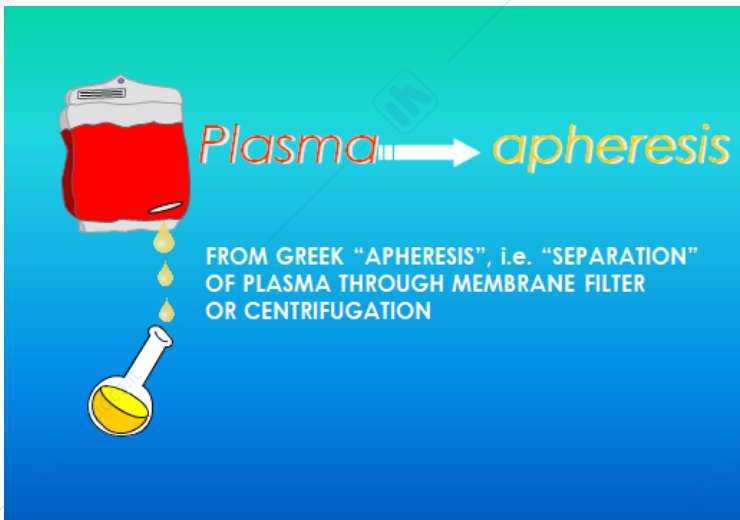 Plasma apheresis
FROM GREEK “APHERESIS”, i.e. “SEPARATION”
OF PLASMA THROUGH MEMBRANE FILTER
OR CENTRIFUGATION